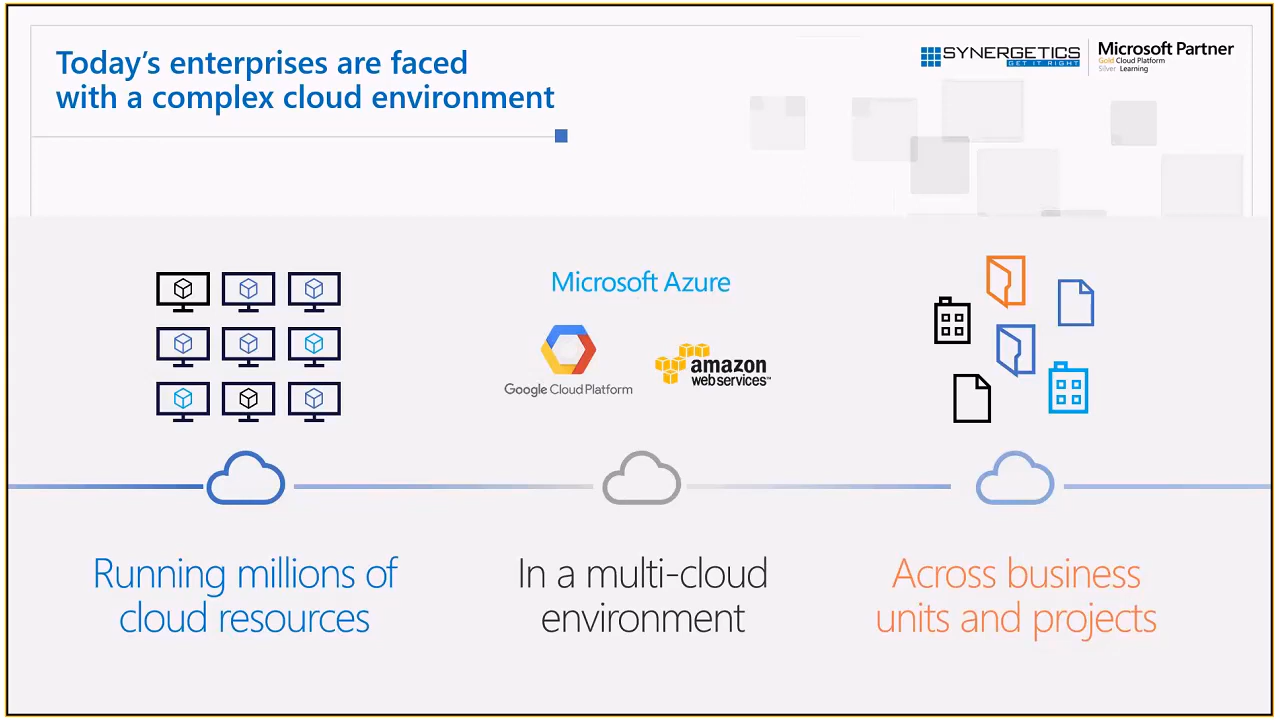 Today's enterprises are faced
with a complex cloud environment
SYNERGETICS
GET IT RIGHT
Microsoft Partner
Gold Cloud Platform
Silver Learning
Microsoft Azure
Google Cloud Platform
amazon
web services™
Running millions of
cloud resources
In a multi-cloud
environment
Across business
units and projects